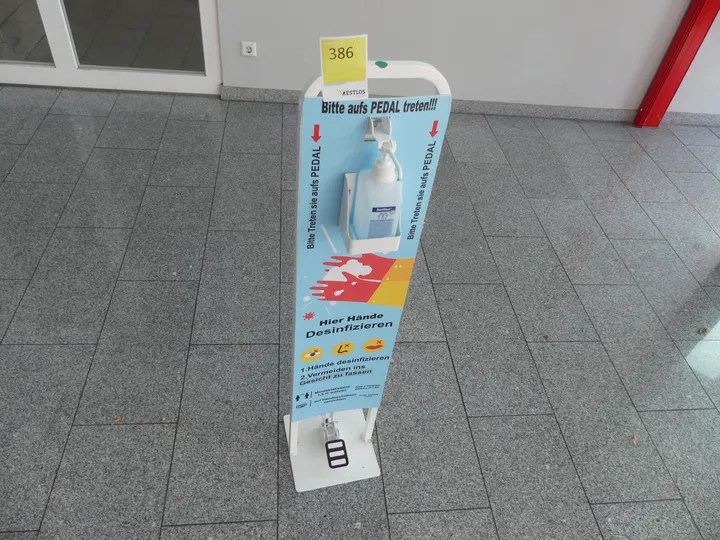 386
ESTLOS
Bitte aufs PEDAL treten!!!
Bitte Treten sie aufs PEDAL
Bitte Treten sie aufs PEDAL
Hier Hände
Desinfizieren
1.Hände desinfizieren
2.Vermeiden ins
Gesicht zu fassen